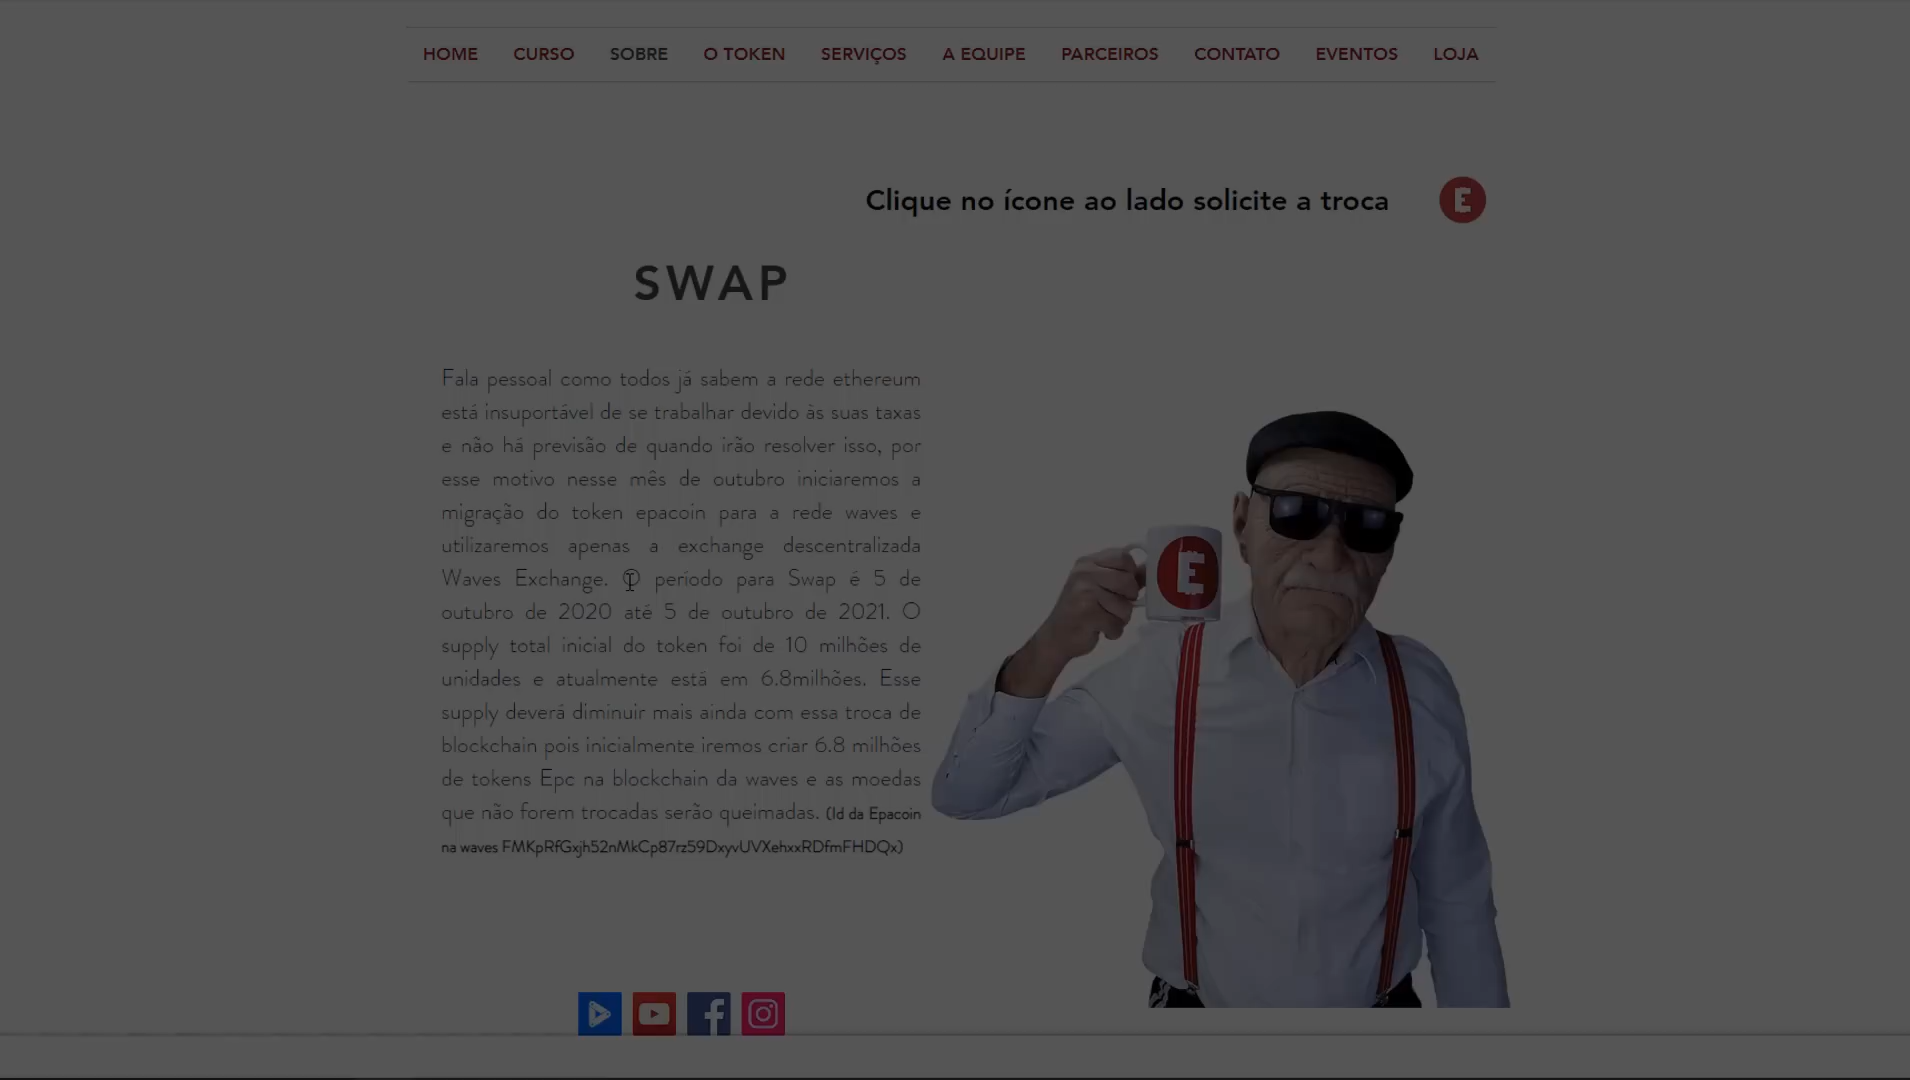 HOME CURSO SOBRE O TOKEN SERVIÇOS A EQUIPE PARCEIROS CONTATO EVENTOS LOJA
Clique no ícone ao lado solicite a troca
E
SWAP
Fala pessoal como todos já sabem a rede ethereum
está insuportável de se trabalhar devido às suas taxas
e não há previsão de quando irão resolver isso, por
esse motivo nesse mês de outubro iniciaremos a
migração do token epacoin para a rede waves e
utilizaremos apenas a exchange descentralizada
Waves Exchange. O período para Swap é 5 de
outubro de 2020 até 5 de outubro de 2021. O
supply total inicial do token foi de 10 milhões de
unidades e atualmente está em 6.8milhões. Esse
supply deverá diminuir mais ainda com essa troca de
blockchain pois inicialmente iremos criar 6.8 milhões
de tokens Epc na blockchain da waves e as moedas
que não forem trocadas serão queimadas. (Id da Epacoin
na waves FMKpRfGxjh52nMkCp87rz59DxyvUVXehxxRDfmFHDQx)
E